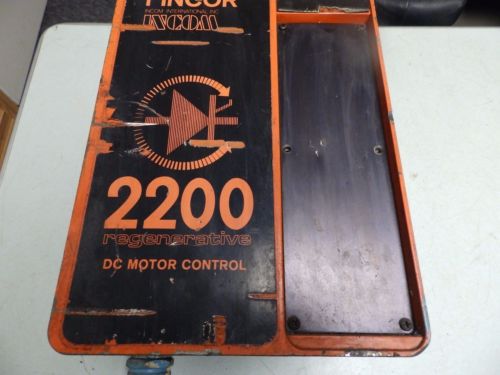 FINCOR
INCOM INTERNATIONAL INC.
INCOM
2200
regenerative
DC MOTOR CONTROL